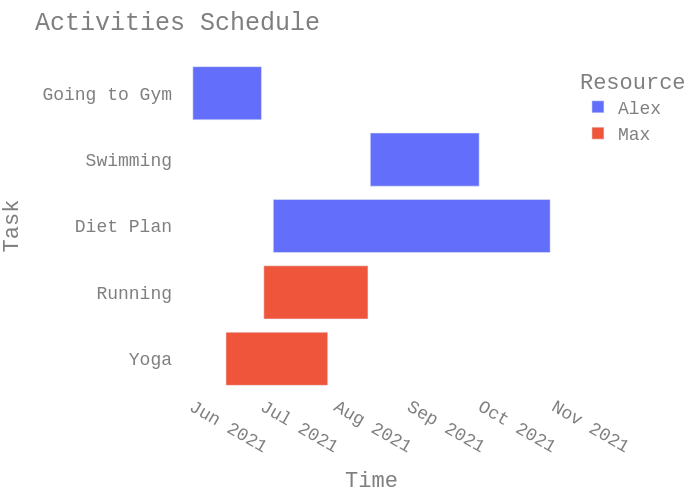 Activities Schedule
Going to Gym
Swimming
Diet Plan
Running
Yoga
Task
Jun 2021
Jul 2021
Aug 2021
Sep 2021
Oct 2021
Nov 2021
Time
Resource
Alex
Max